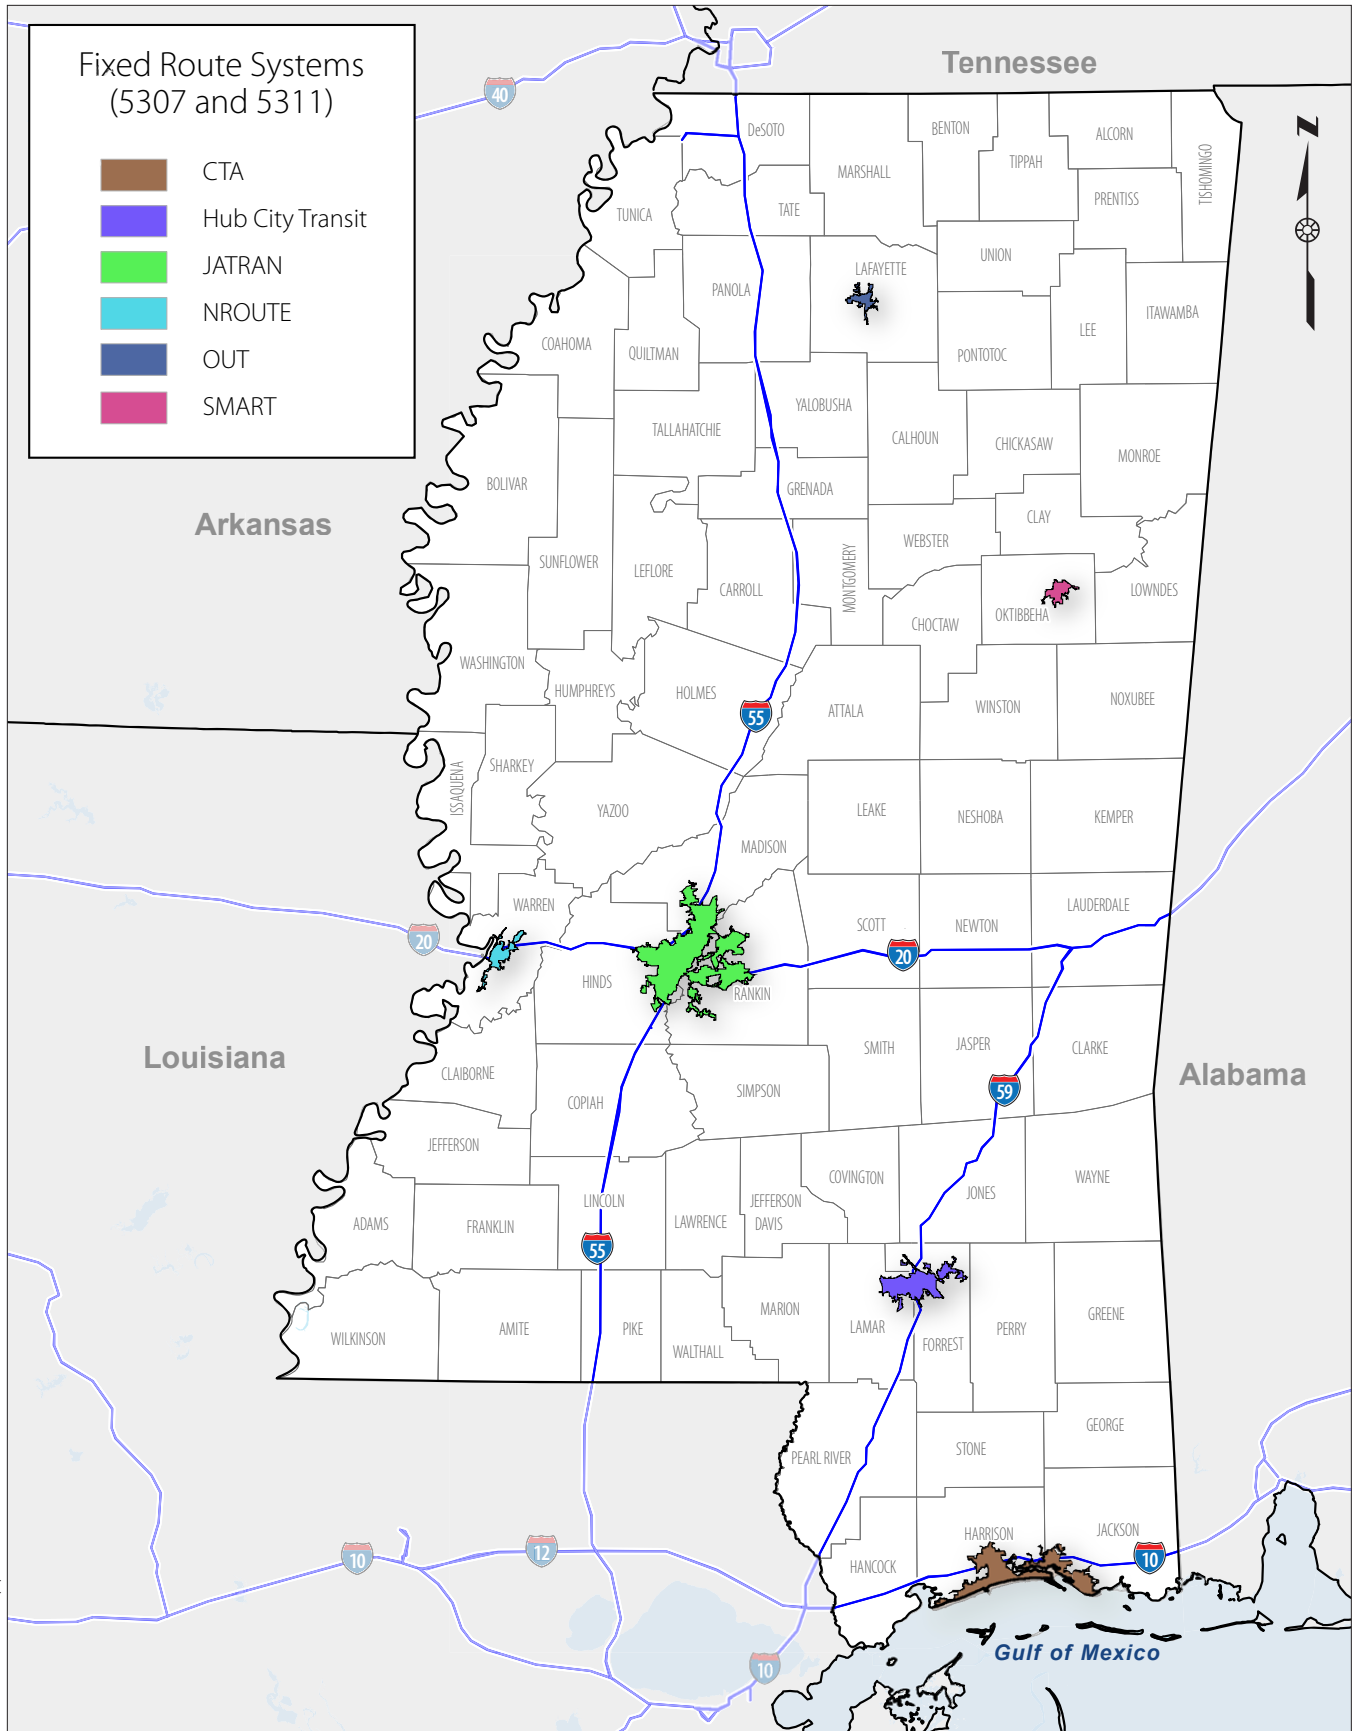 Fixed Route Systems
(5307 and 5311)
CTA
Hub City Transit
JATRAN
NROUTE
OUT
SMART
Tennessee
40
N
DeSOTO
BENTON
ALCORN
TIPPAH
MARSHALL
TISHOMINGO
PRENTISS
TUNICA
TATE
UNION
LAFAYETTE
PANOLA
ITAWAMBA
LEE
COAHOMA
QUILTMAN
PONTOTOC
YALOBUSHA
TALLAHATCHIE
CALHOUN
CHICKASAW
MONROE
BOLIVAR
GRENADA
CLAY
Arkansas
WEBSTER
SUNFLOWER
LEFLORE
MONTGOMERY
CARROLL
LOWNDES
OKTIBBEHA
CHOCTAW
WASHINGTON
HUMPHREYS
HOLMES
NOXUBEE
WINSTON
ATTALA
55
SHARKEY
ISSAQUENA
YAZOO
LEAKE
NESHOBA
KEMPER
MADISON
WARREN
LAUDERDALE
SCOTT
NEWTON
20
20
HINDS
RANKIN
SMITH
JASPER
CLARKE
Louisiana
CLAIBORNE
Alabama
59
SIMPSON
COPIAH
JEFFERSON
COVINGTON
WAYNE
JONES
LINCOLN
JEFFERSON
DAVIS
ADAMS
FRANKLIN
LAWRENCE
55
MARION
GREENE
AMITE
PIKE
LAMAR
PERRY
WILKINSON
FORREST
WALTHALL
GEORGE
STONE
PEARL RIVER
HARRISON
JACKSON
10
12
10
HANCOCK
Gulf of Mexico
10